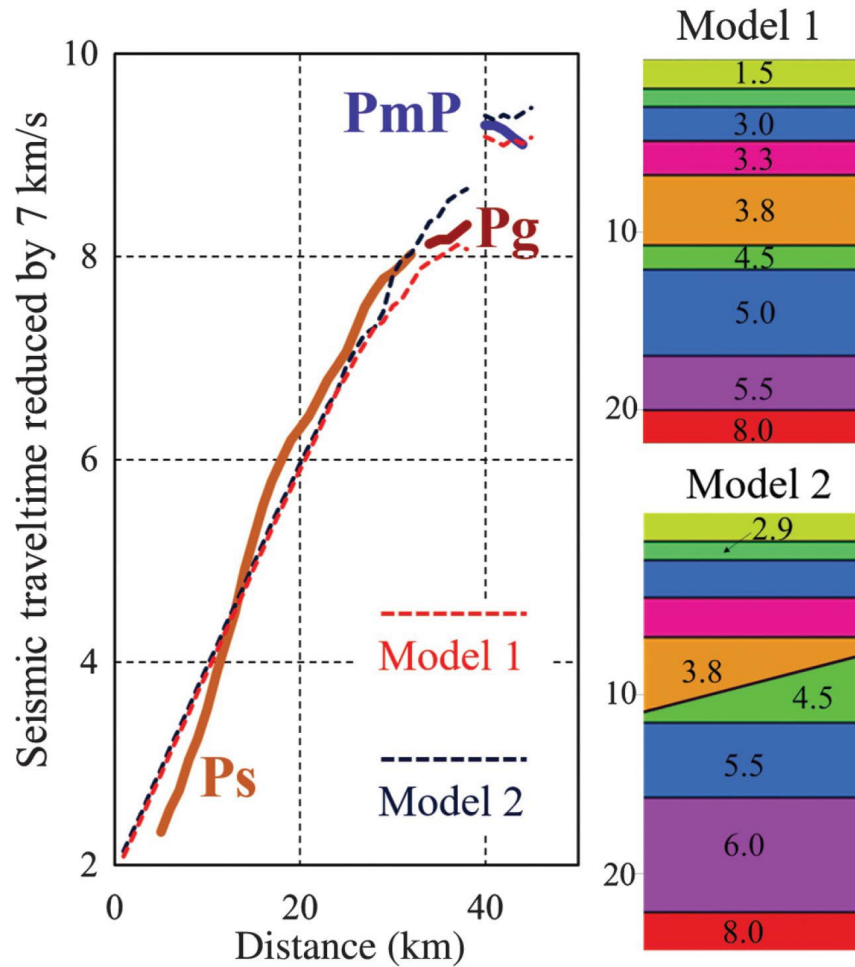 Seismic traveltime reduced by 7 km/s
10
8
6
4
2
0
20
40
Distance (km)
PmP
Pg
Ps
Model 1
Model 2
Model 1
1.5
3.0
3.3
3.8
10
4.5
5.0
5.5
20
8.0
Model 2
2.9
3.8
10
4.5
5.5
6.0
20
8.0